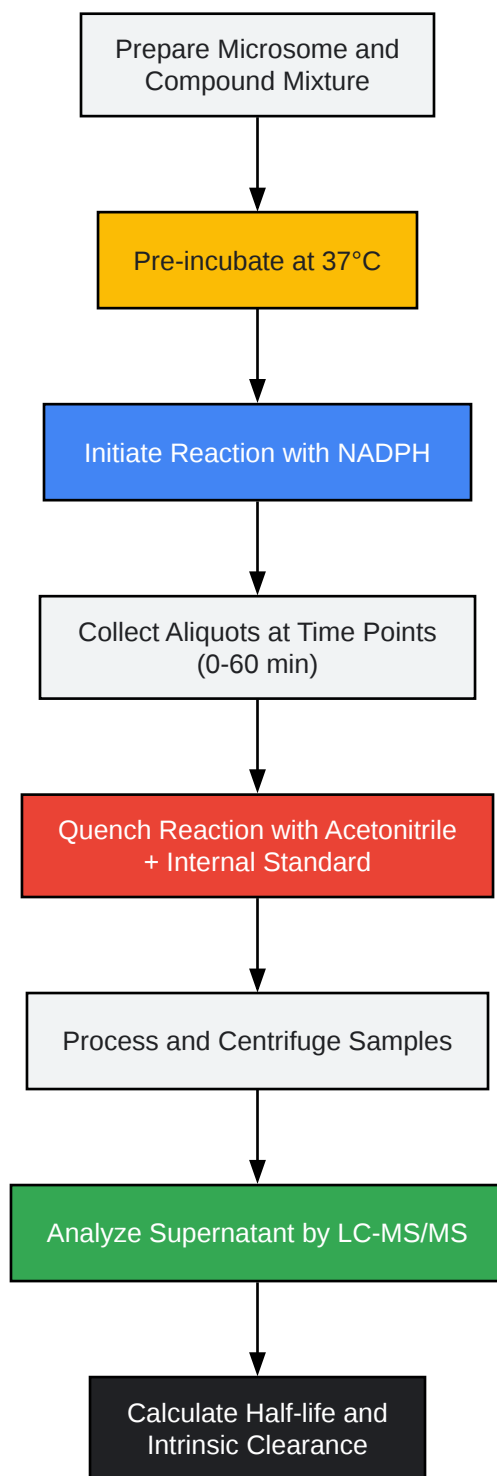 Prepare Microsome and
Compound Mixture
Pre-incubate at 37°C
Initiate Reaction with NADPH
Collect Aliquots at Time Points
(0-60 min)
Quench Reaction with Acetonitrile
+ Internal Standard
Process and Centrifuge Samples
Analyze Supernatant by LC-MS/MS
Calculate Half-life and
Intrinsic Clearance